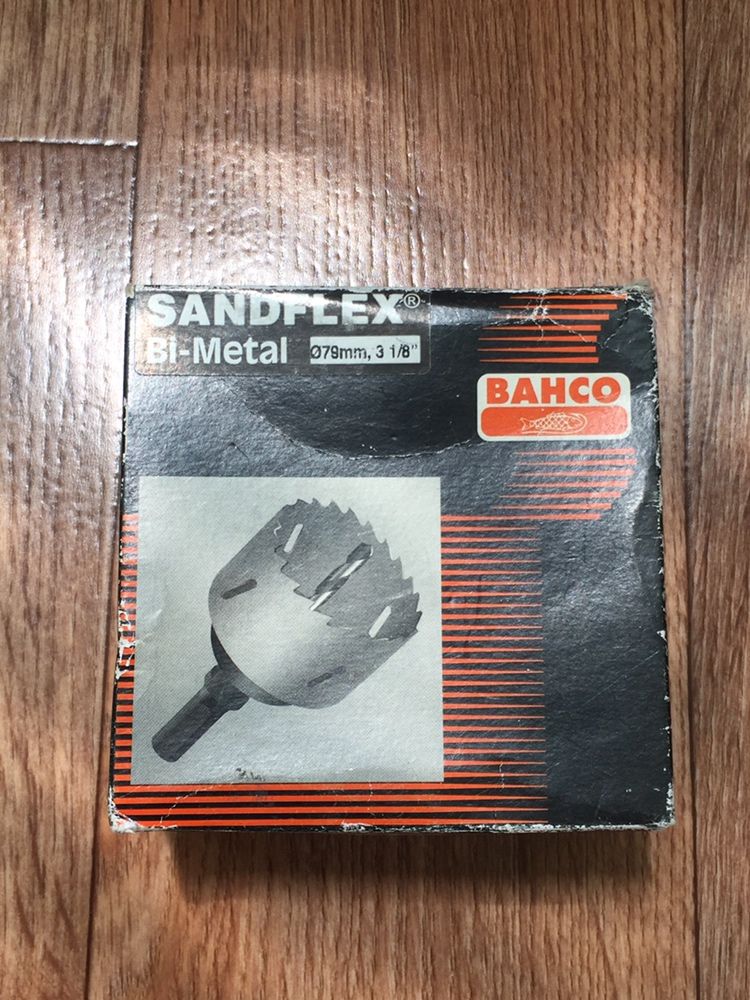 SANDFLEX®
Bi-Metal Ø79mm, 3 1/8"
BAHCO